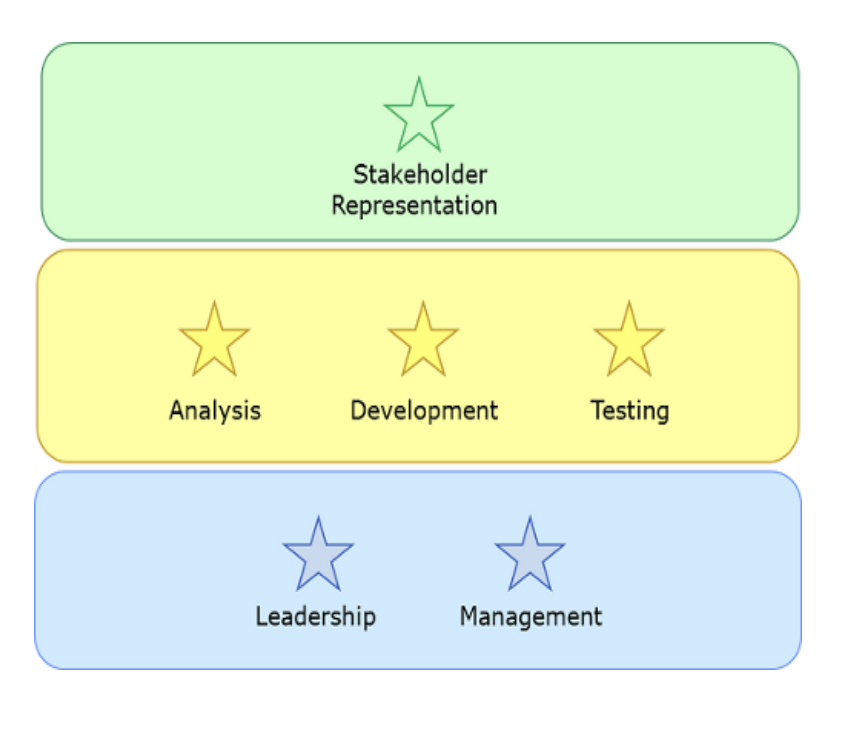 Stakeholder
Representation
Analysis Development Testing
Leadership Management